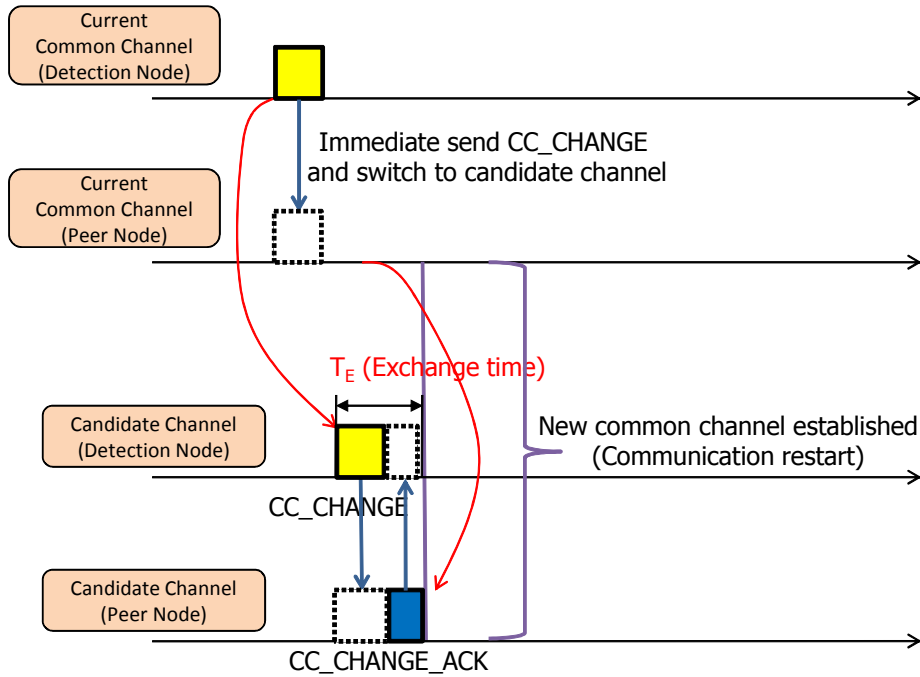 Current
Common Channel
(Detection Node)
Immediate send CC_CHANGE
and switch to candidate channel
Current
Common Channel
(Peer Node)
T_E (Exchange time)
Candidate Channel
(Detection Node)
New common channel established
(Communication restart)
CC_CHANGE
Candidate Channel
(Peer Node)
CC_CHANGE_ACK